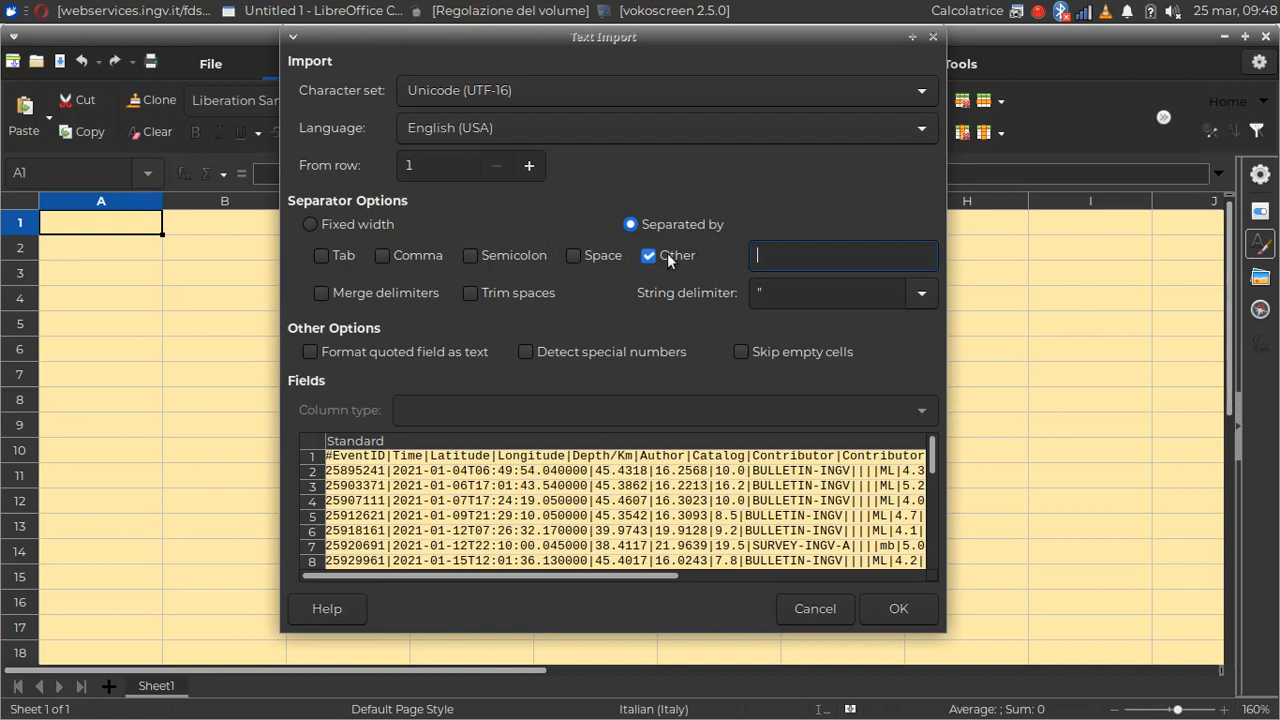 [webservices.ingv.it/fds... Untitled 1 - LibreOffice C... [Regolazione del volume] [vokoscreen 2.5.0] Calcolatrice 25 mar, 09:48
Text Import
File Tools
Import
Character set: Unicode (UTF-16)
Cut Clone Liberation San Home
Language: English (USA)
Paste Copy Clear B I U
From row: 1
A1
Separator Options
A B H I J
Fixed width Separated by
Tab Comma Semicolon Space Other
Merge delimiters Trim spaces String delimiter: "
Other Options
Format quoted field as text Detect special numbers Skip empty cells
Fields
Column type:
Standard
1 #EventID|Time|Latitude|Longitude|Depth/Km|Author|Catalog|Contributor|Contributor
2 25895241|2021-01-04T06:49:54.040000|45.4318|16.2568|10.0|BULLETIN-INGV||||ML|4.3
3 25903371|2021-01-06T17:01:43.540000|45.3862|16.2213|16.2|BULLETIN-INGV||||ML|5.2
4 25907111|2021-01-07T17:24:19.050000|45.4607|16.3023|10.0|BULLETIN-INGV||||ML|4.0
5 25912621|2021-01-09T21:29:10.050000|45.3542|16.3093|8.5|BULLETIN-INGV||||ML|4.7|
6 25918161|2021-01-12T07:26:32.170000|39.9743|19.9128|9.2|BULLETIN-INGV||||ML|4.1|
7 25920691|2021-01-12T22:10:00.045000|38.4117|21.9639|19.5|SURVEY-INGV-A||||mb|5.0
8 25929961|2021-01-15T12:01:36.130000|45.4017|16.0243|7.8|BULLETIN-INGV||||ML|4.2|
Help Cancel OK
1
2
3
4
5
6
7
8
9
10
11
12
13
14
15
16
17
18
Sheet1
Sheet 1 of 1 Default Page Style Italian (Italy) Average: ; Sum: 0 160%